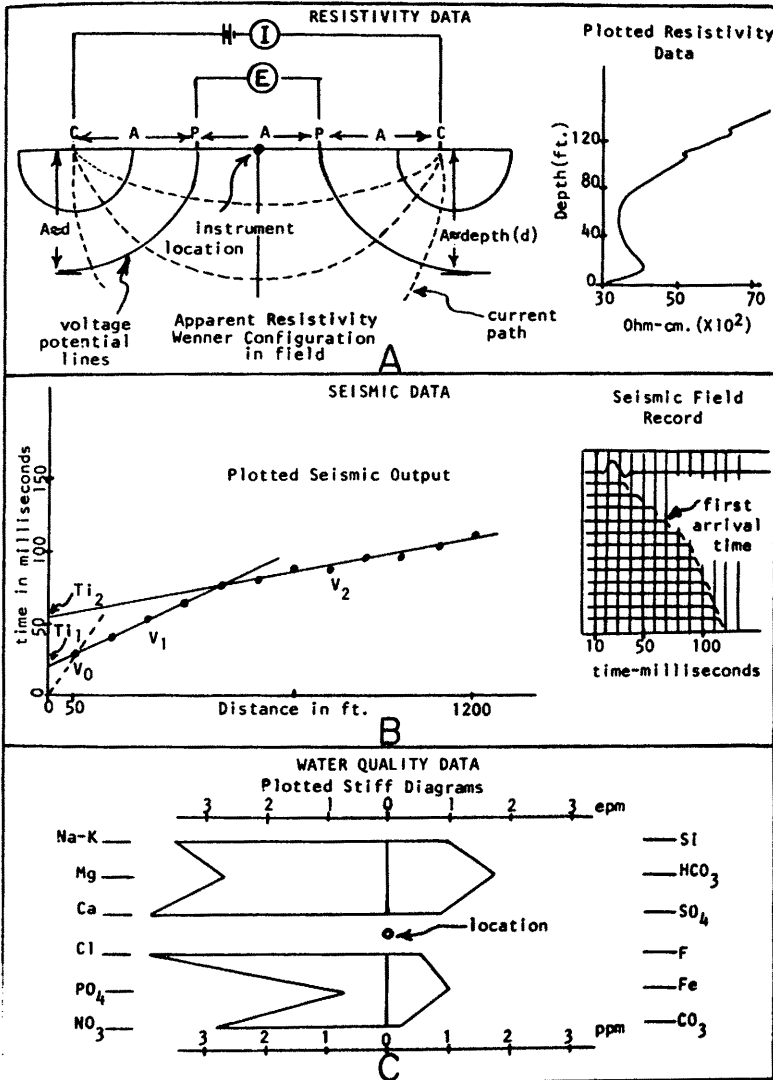 RESISTIVITY DATA
I
E
C A P A P A C
A≈d
instrument
location
A≈depth(d)
voltage
potential
lines
Apparent Resistivity
Wenner Configuration
in field
current
path
A
Plotted Resistivity
Data
Depth(ft.)
120
80
40
0
30 50 70
Ohm-cm.(X10²)
SEISMIC DATA
Plotted Seismic Output
time in milliseconds
150
100
50
0
Ti₂
Ti₁
V₀
V₁
V₂
0 50 Distance in ft. 1200
B
Seismic Field
Record
first
arrival
time
10 50 100
time-milliseconds
WATER QUALITY DATA
Plotted Stiff Diagrams
3 2 1 0 1 2 3 epm
Na-K Si
Mg HCO₃
Ca SO₄
location
Cl F
PO₄ Fe
NO₃ CO₃
3 2 1 0 1 2 3 ppm
C